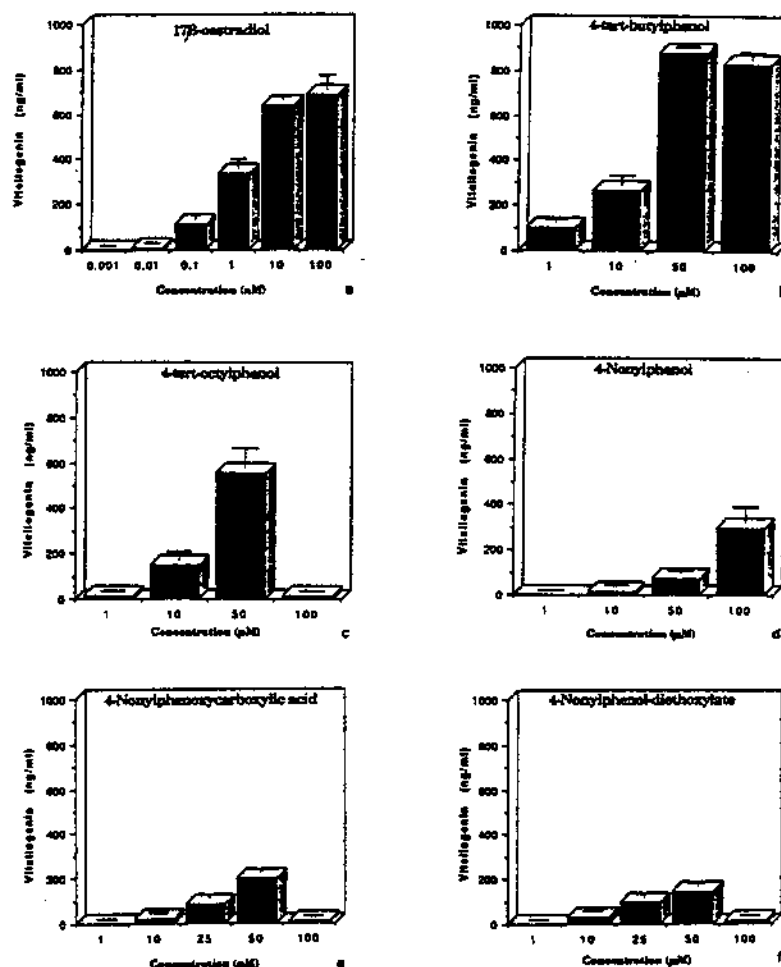 17β-oestradiol
Vitellogenin (ng/ml)
1000
800
600
400
200
0
0.001 0.01 0.1 1 10 100
Concentration (nM)
a
4-tert-butylphenol
Vitellogenin (ng/ml)
1000
800
600
400
200
0
1 10 50 100
Concentration (μM)
4-tert-octylphenol
Vitellogenin (ng/ml)
1000
800
600
400
200
0
1 10 50 100
Concentration (μM)
c
4-Nonylphenol
Vitellogenin (ng/ml)
1000
800
600
400
200
0
1 10 50 100
Concentration (μM)
d
4-Nonylphenoxy-carboxylic acid
Vitellogenin (ng/ml)
1000
800
600
400
200
0
1 10 25 50 100
Concentration (μM)
e
4-Nonylphenol-diethoxylate
Vitellogenin (ng/ml)
1000
800
600
400
200
0
1 10 25 50 100
Concentration (μM)
f